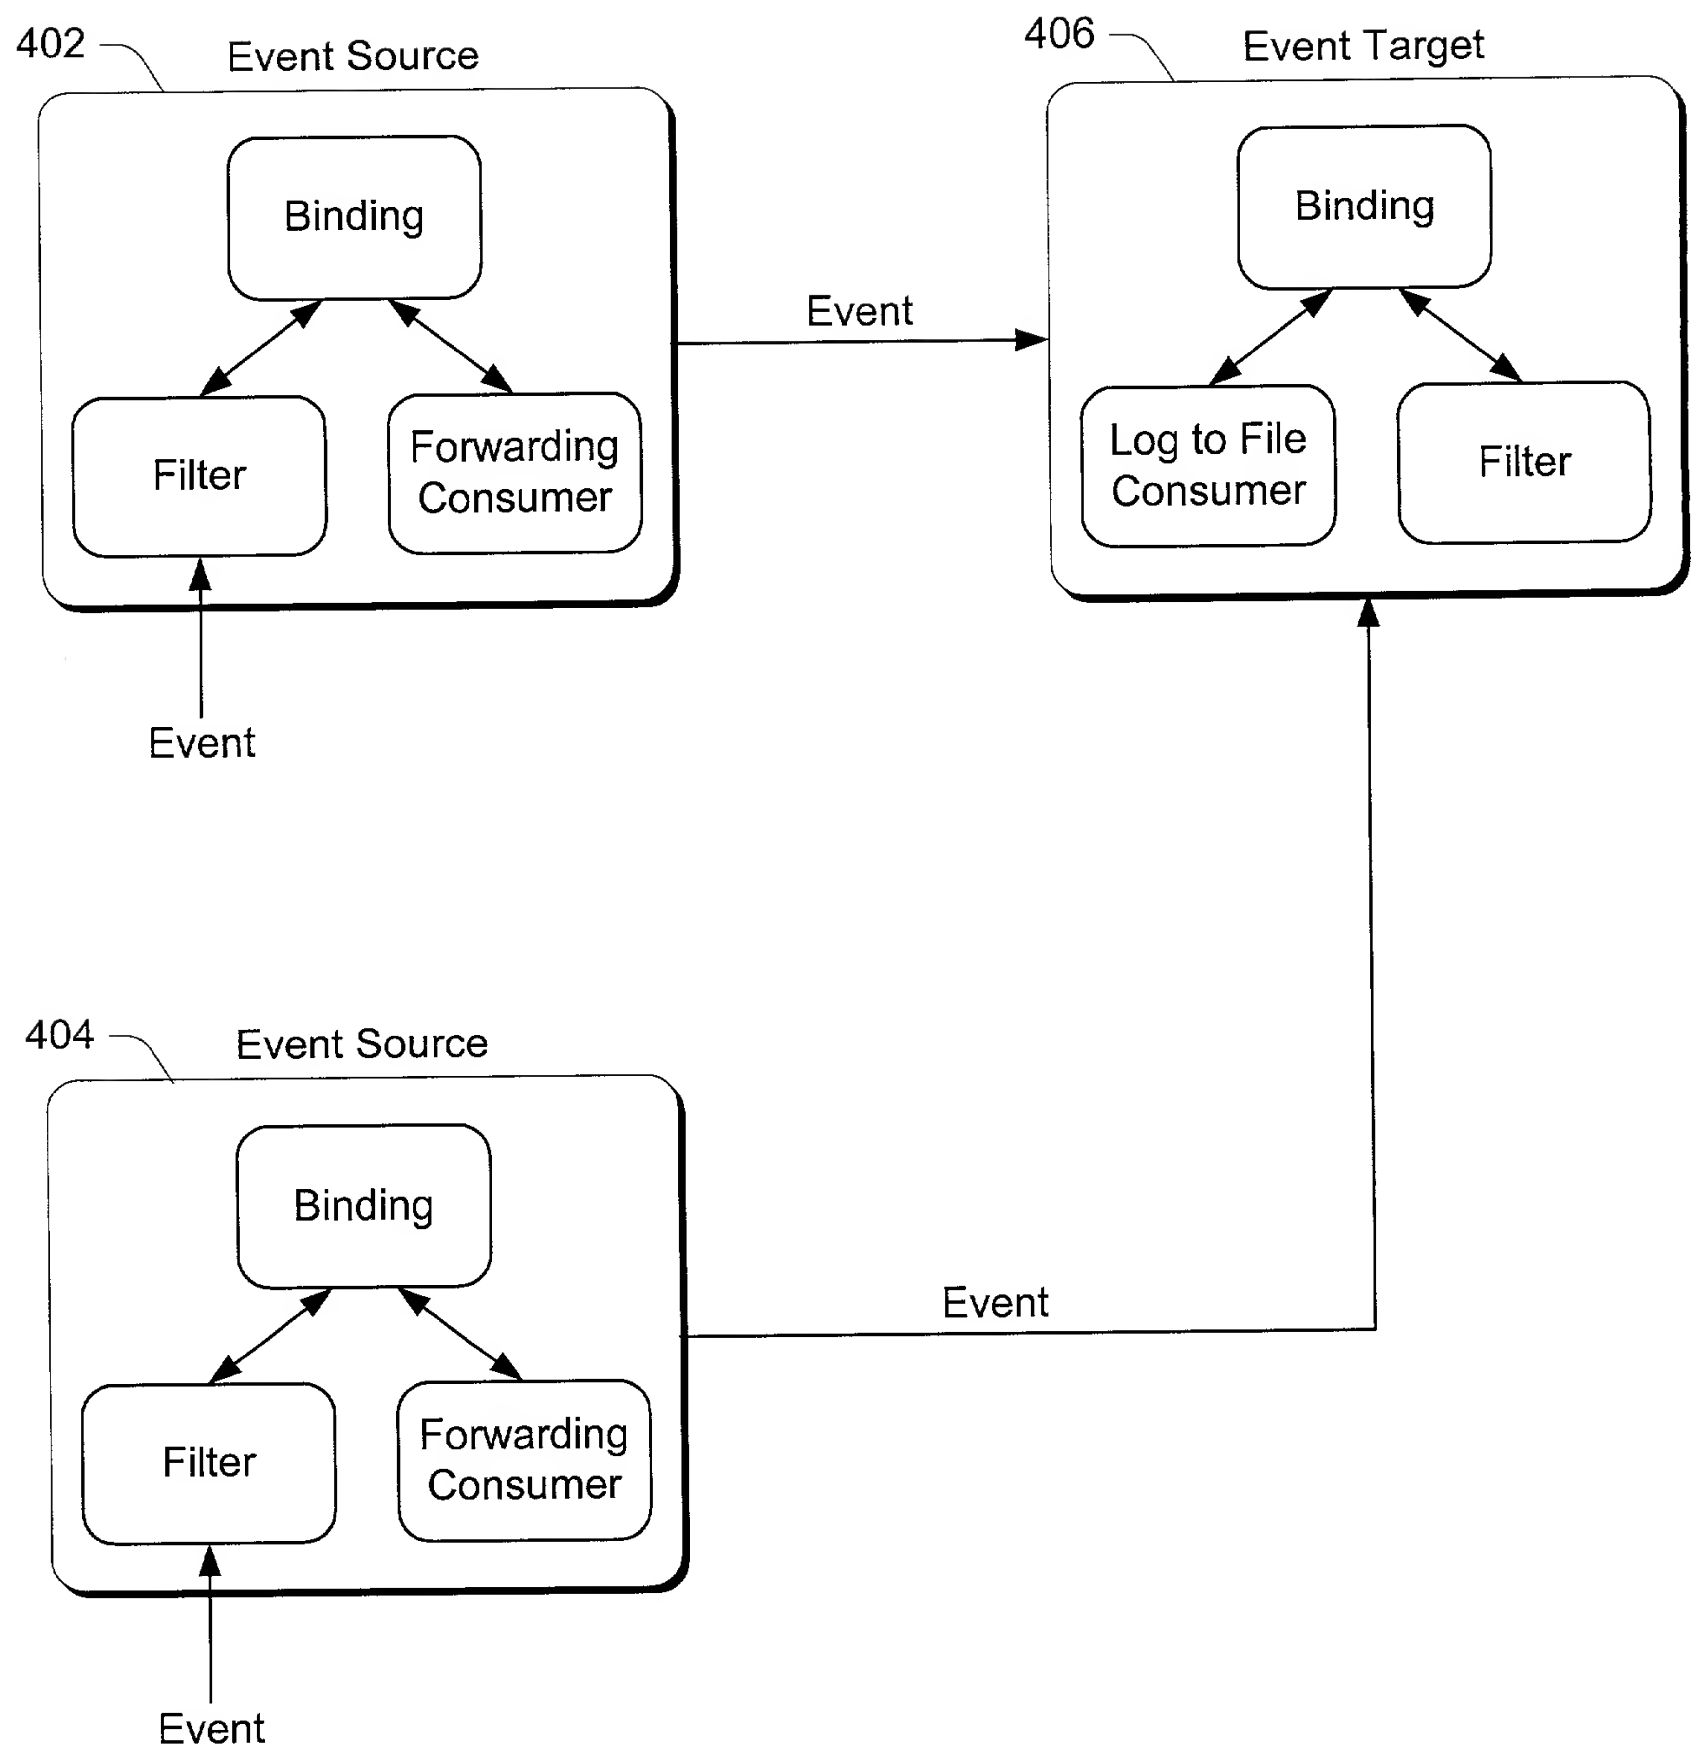 402
Event Source
Binding
Filter
Forwarding
Consumer
Event
Event
406
Event Target
Binding
Log to File
Consumer
Filter
404
Event Source
Binding
Filter
Forwarding
Consumer
Event
Event